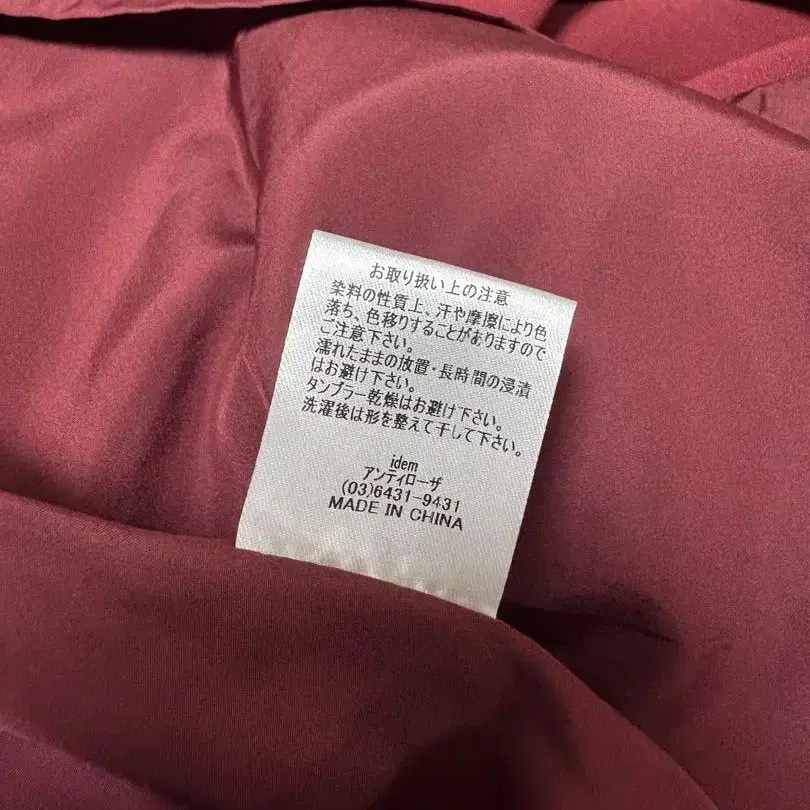 お取り扱い上の注意
染料の性質上、汗や摩擦により色
落ち、色移りすることがありますので
ご注意下さい。
濡れたままの放置・長時間の浸漬
はお避け下さい。
タンブラー乾燥はお避け下さい。
洗濯後は形を整えて干して下さい。
idem
アンティローザ
(03)6431-9431
MADE IN CHINA